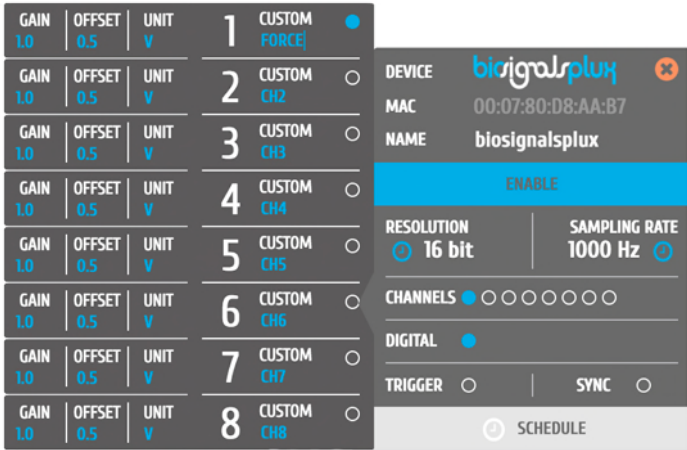 GAIN OFFSET UNIT 1 CUSTOM
1.0 0.5 V FORCE
GAIN OFFSET UNIT 2 CUSTOM
1.0 0.5 V CH2
GAIN OFFSET UNIT 3 CUSTOM
1.0 0.5 V CH3
GAIN OFFSET UNIT 4 CUSTOM
1.0 0.5 V CH4
GAIN OFFSET UNIT 5 CUSTOM
1.0 0.5 V CH5
GAIN OFFSET UNIT 6 CUSTOM
1.0 0.5 V CH6
GAIN OFFSET UNIT 7 CUSTOM
1.0 0.5 V CH7
GAIN OFFSET UNIT 8 CUSTOM
1.0 0.5 V CH8
DEVICE biosignalsplux
MAC 00:07:80:D8:AA:B7
NAME biosignalsplux
ENABLE
RESOLUTION SAMPLING RATE
16 bit 1000 Hz
CHANNELS
DIGITAL
TRIGGER SYNC
SCHEDULE